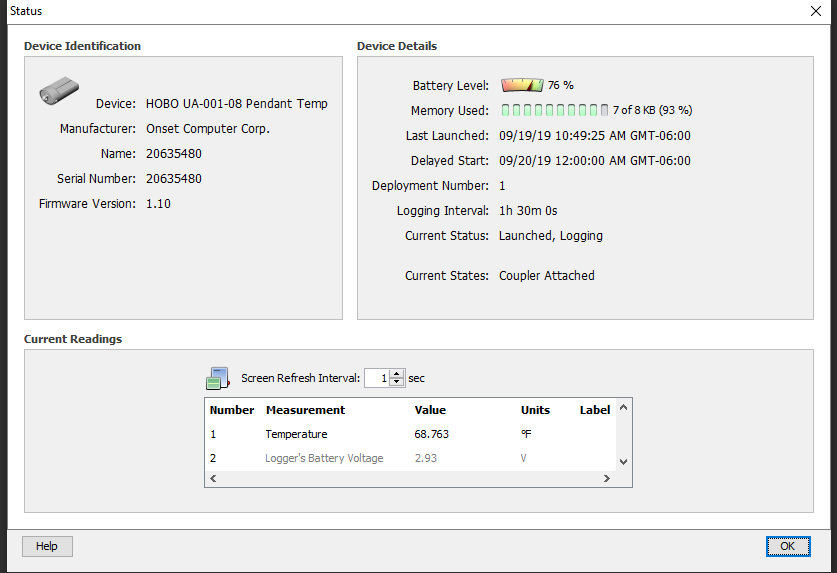 Status
Device Identification
Device: HOBO UA-001-08 Pendant Temp
Manufacturer: Onset Computer Corp.
Name: 20635480
Serial Number: 20635480
Firmware Version: 1.10
Device Details
Battery Level: 76 %
Memory Used: 7 of 8 KB (93 %)
Last Launched: 09/19/19 10:49:25 AM GMT-06:00
Delayed Start: 09/20/19 12:00:00 AM GMT-06:00
Deployment Number: 1
Logging Interval: 1h 30m 0s
Current Status: Launched, Logging
Current States: Coupler Attached
Current Readings
Screen Refresh Interval: 1 sec
Number Measurement Value Units Label
1 Temperature 68.763 °F
2 Logger's Battery Voltage 2.93 V
Help
OK